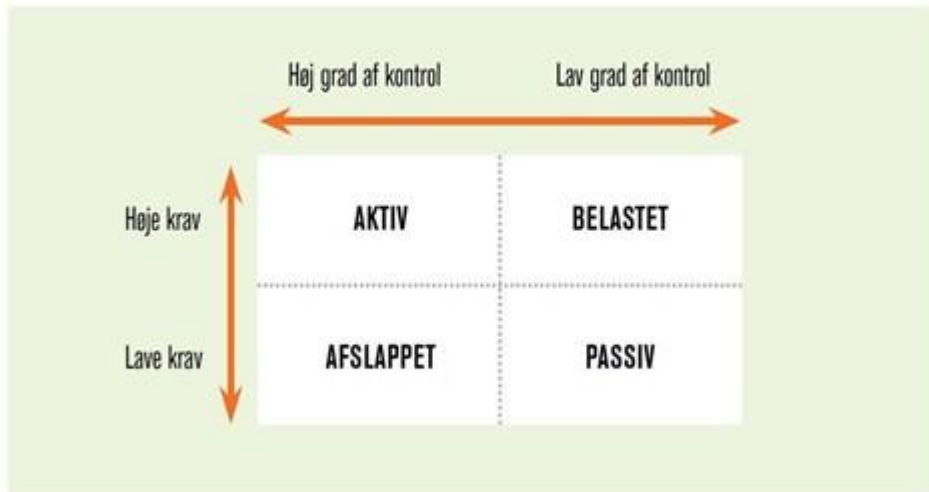 Høj grad af kontrol
Lav grad af kontrol
Høje krav
AKTIV
BELASTET
Lave krav
AFSLAPPET
PASSIV